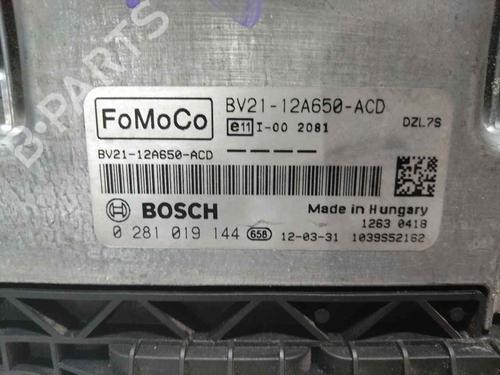 B-PARTS
FoMoCo
BV21-12A650-ACD
e11 I-00 2081
DZL7S
BV21-12A650-ACD
BOSCH
Made in Hungary
1263 0418
0 281 019 144 658 12-03-31 1039S52162